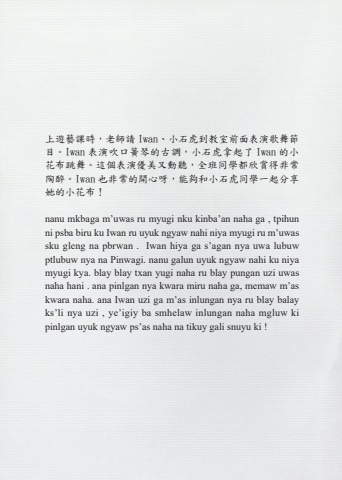 上遊藝課時，老師請 Iwan、小石虎到教室前面表演歌舞節
目。Iwan 表演吹口簧琴的古調，小石虎拿起了 Iwan 的小
花布跳舞。這個表演優美又動聽，全班同學都欣賞得非常
陶醉。Iwan 也非常的開心呀，能夠和小石虎同學一起分享
她的小花布！
nanu mkbaga m'uwas ru myugi nku kinba'an naha ga , tpihun
ni psba biru ku Iwan ru uyuk ngyaw nahi niya myugi ru m'uwas
sku gleng na pbrwan . Iwan hiya ga s'agan nya uwa lubuw
ptlubuw nya na Pinwagi. nanu galun uyuk ngyaw nahi ku niya
myugi kya. blay blay txan yugi naha ru blay pungan uzi uwas
naha hani . ana pinlgan nya kwara miru naha ga, memaw m'as
kwara naha. ana Iwan uzi ga m'as inlungan nya ru blay balay
ks'li nya uzi , ye'igiy ba smhelaw inlungan naha mgluw ki
pinlgan uyuk ngyaw ps'as naha na tikuy gali snuyu ki !